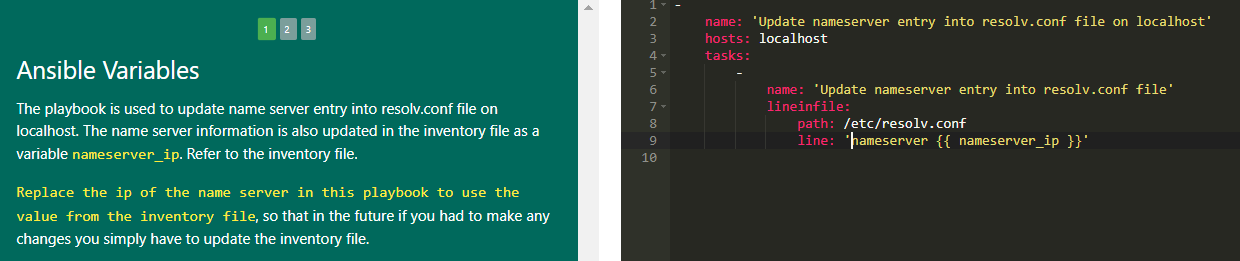 1 2 3
Ansible Variables
The playbook is used to update name server entry into resolv.conf file on
localhost. The name server information is also updated in the inventory file as a
variable nameserver_ip. Refer to the inventory file.
Replace the ip of the name server in this playbook to use the
value from the inventory file, so that in the future if you had to make any
changes you simply have to update the inventory file.
1 -
2 name: 'Update nameserver entry into resolv.conf file on localhost'
3 hosts: localhost
4 tasks:
5 -
6 name: 'Update nameserver entry into resolv.conf file'
7 lineinfile:
8 path: /etc/resolv.conf
9 line: 'nameserver {{ nameserver_ip }}'
10